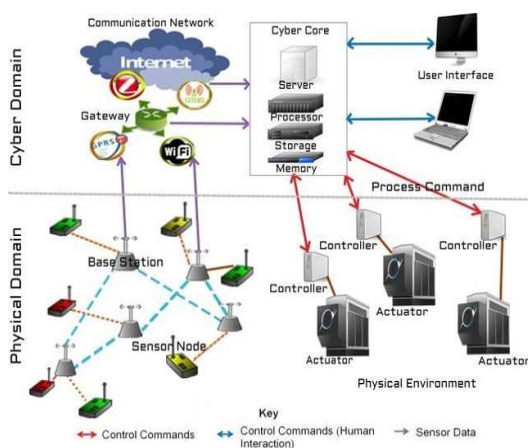 Communication Network
Internet
Gateway
GPRS
WiFi
Cyber Core
Server
Processor
Storage
Memory
User Interface
Process Command
Cyber Domain
Physical Domain
Base Station
Sensor Node
Controller
Controller
Controller
Actuator
Actuator
Actuator
Physical Environment
Key
Control Commands
Control Commands (Human
Interaction)
Sensor Data